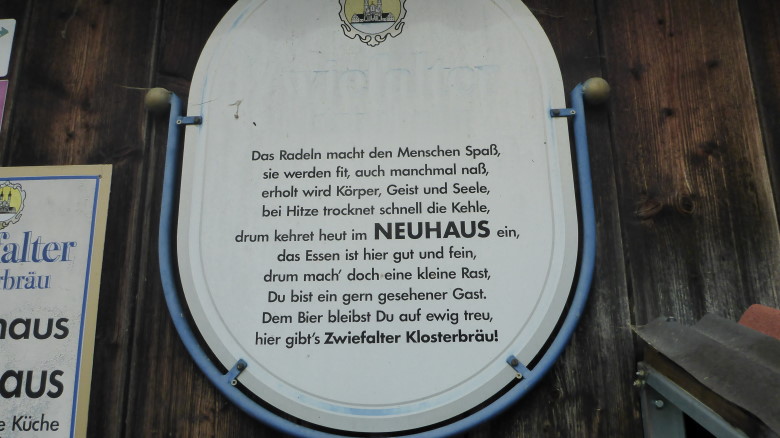 Das Radeln macht den Menschen Spaß,
sie werden fit, auch manchmal naß,
erholt wird Körper, Geist und Seele,
bei Hitze trocknet schnell die Kehle,
drum kehret heut im NEUHAUS ein,
das Essen ist hier gut und fein,
drum mach' doch eine kleine Rast,
Du bist ein gern gesehener Gast.
Dem Bier bleibst Du auf ewig treu,
hier gibt's Zwiefalter Klosterbräu!
falter
rbräu
haus
aus
e Küche